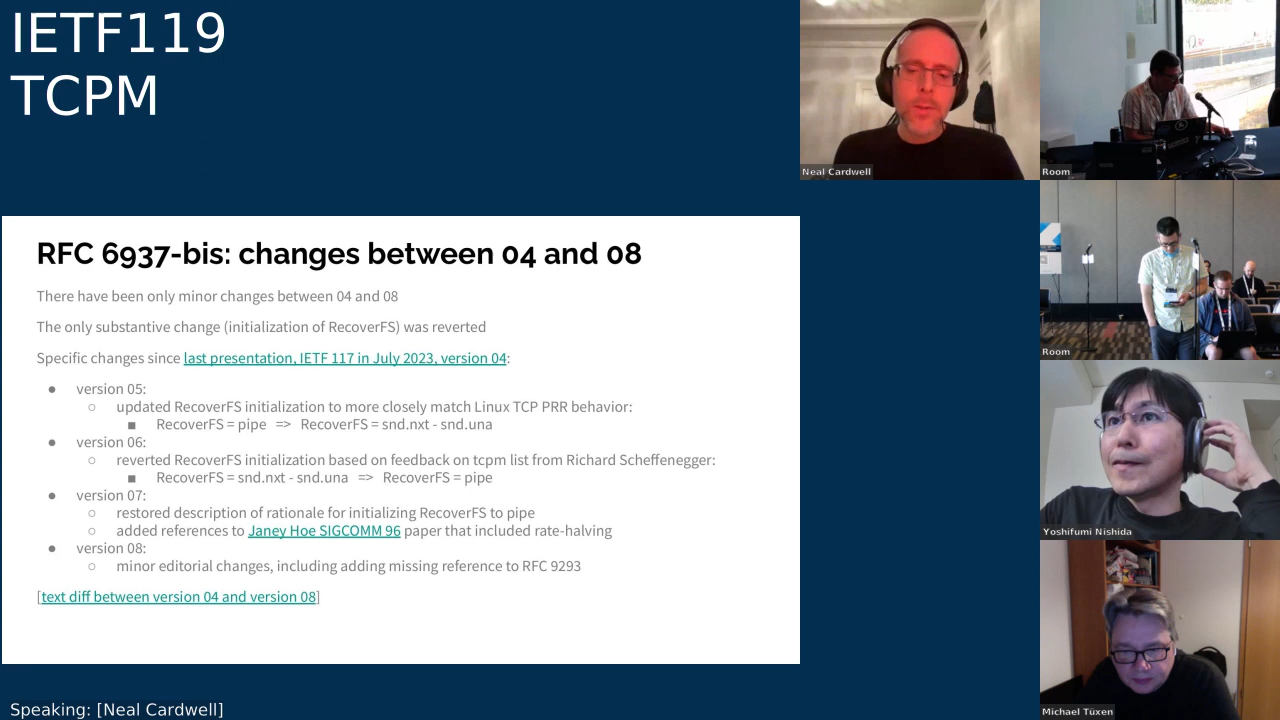 IETF119
TCPM
RFC 6937-bis: changes between 04 and 08
There have been only minor changes between 04 and 08
The only substantive change (initialization of RecoverFS) was reverted
Specific changes since last presentation, IETF 117 in July 2023, version 04:
● version 05:
○ updated RecoverFS initialization to more closely match Linux TCP PRR behavior:
■ RecoverFS = pipe => RecoverFS = snd.nxt - snd.una
● version 06:
○ reverted RecoverFS initialization based on feedback on tcpm list from Richard Scheffenegger:
■ RecoverFS = snd.nxt - snd.una => RecoverFS = pipe
● version 07:
○ restored description of rationale for initializing RecoverFS to pipe
○ added references to Janey Hoe SIGCOMM 96 paper that included rate-halving
● version 08:
○ minor editorial changes, including adding missing reference to RFC 9293
[text diff between version 04 and version 08]
Speaking: [Neal Cardwell]
Neal Cardwell
Room
Room
Yoshifumi Nishida
Michael Tüxen